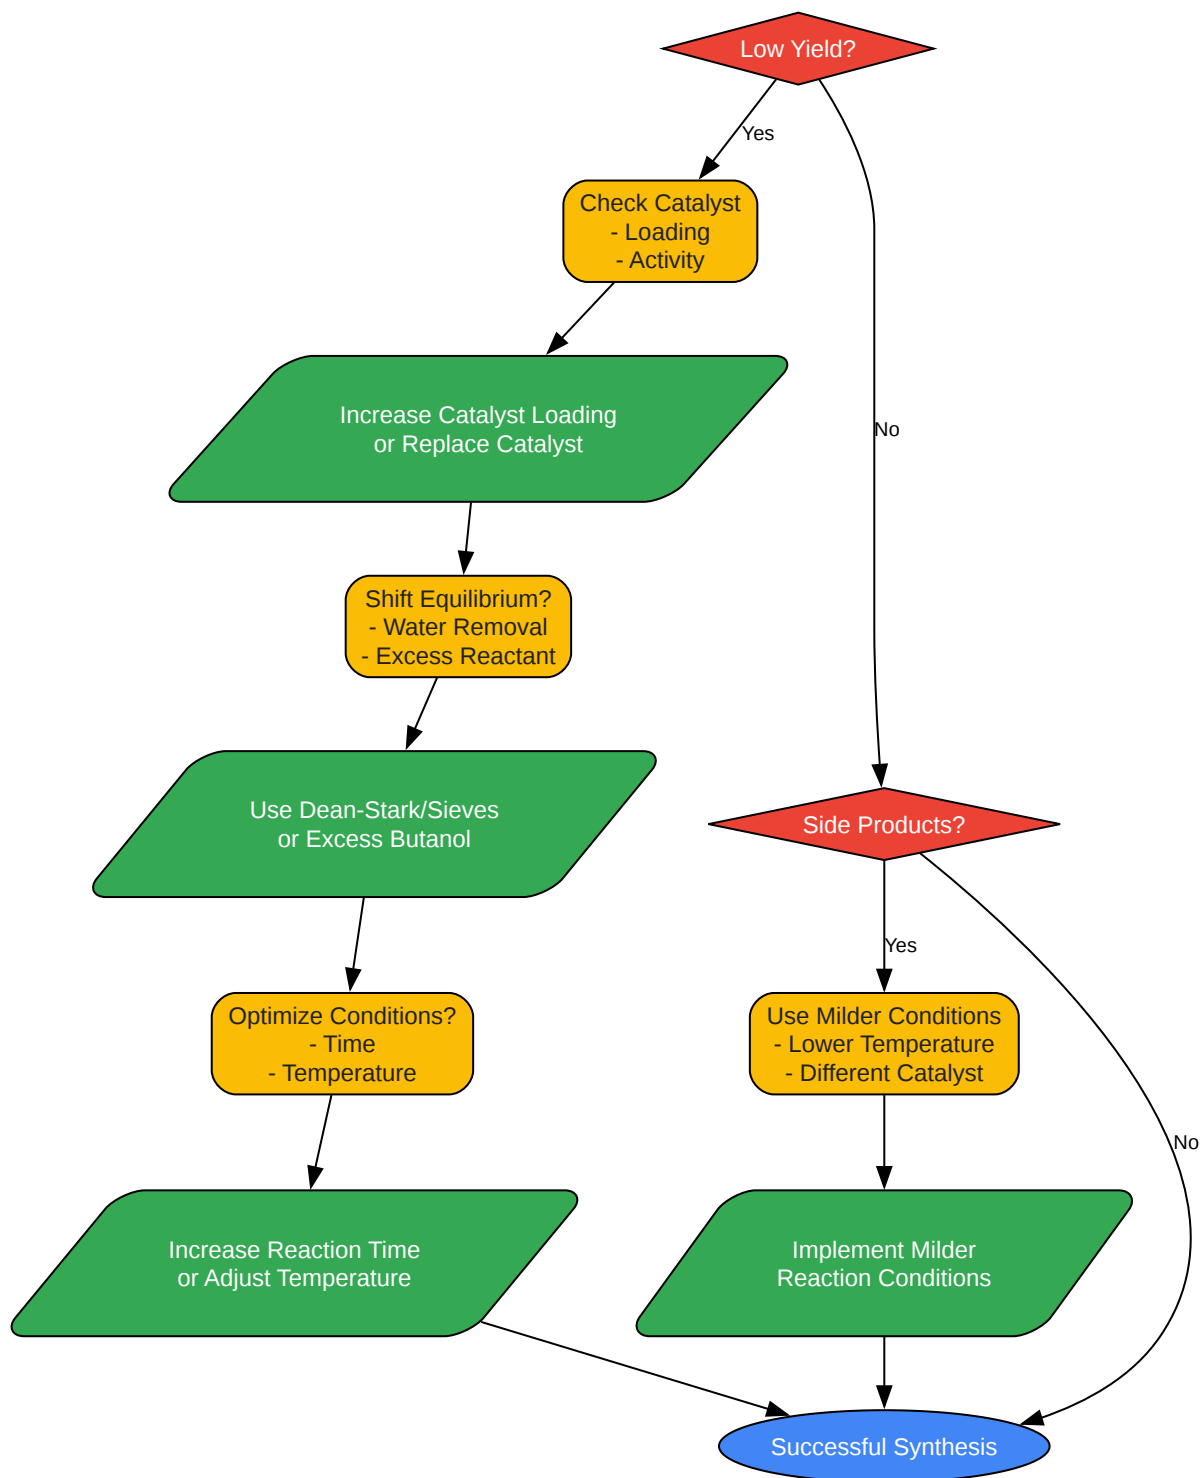 Low Yield?
Yes
Check Catalyst
- Loading
- Activity
Increase Catalyst Loading
or Replace Catalyst
No
Shift Equilibrium?
- Water Removal
- Excess Reactant
Use Dean-Stark/Sieves
or Excess Butanol
Side Products?
Yes
Optimize Conditions?
- Time
- Temperature
Use Milder Conditions
- Lower Temperature
- Different Catalyst
No
Increase Reaction Time
or Adjust Temperature
Implement Milder
Reaction Conditions
Successful Synthesis